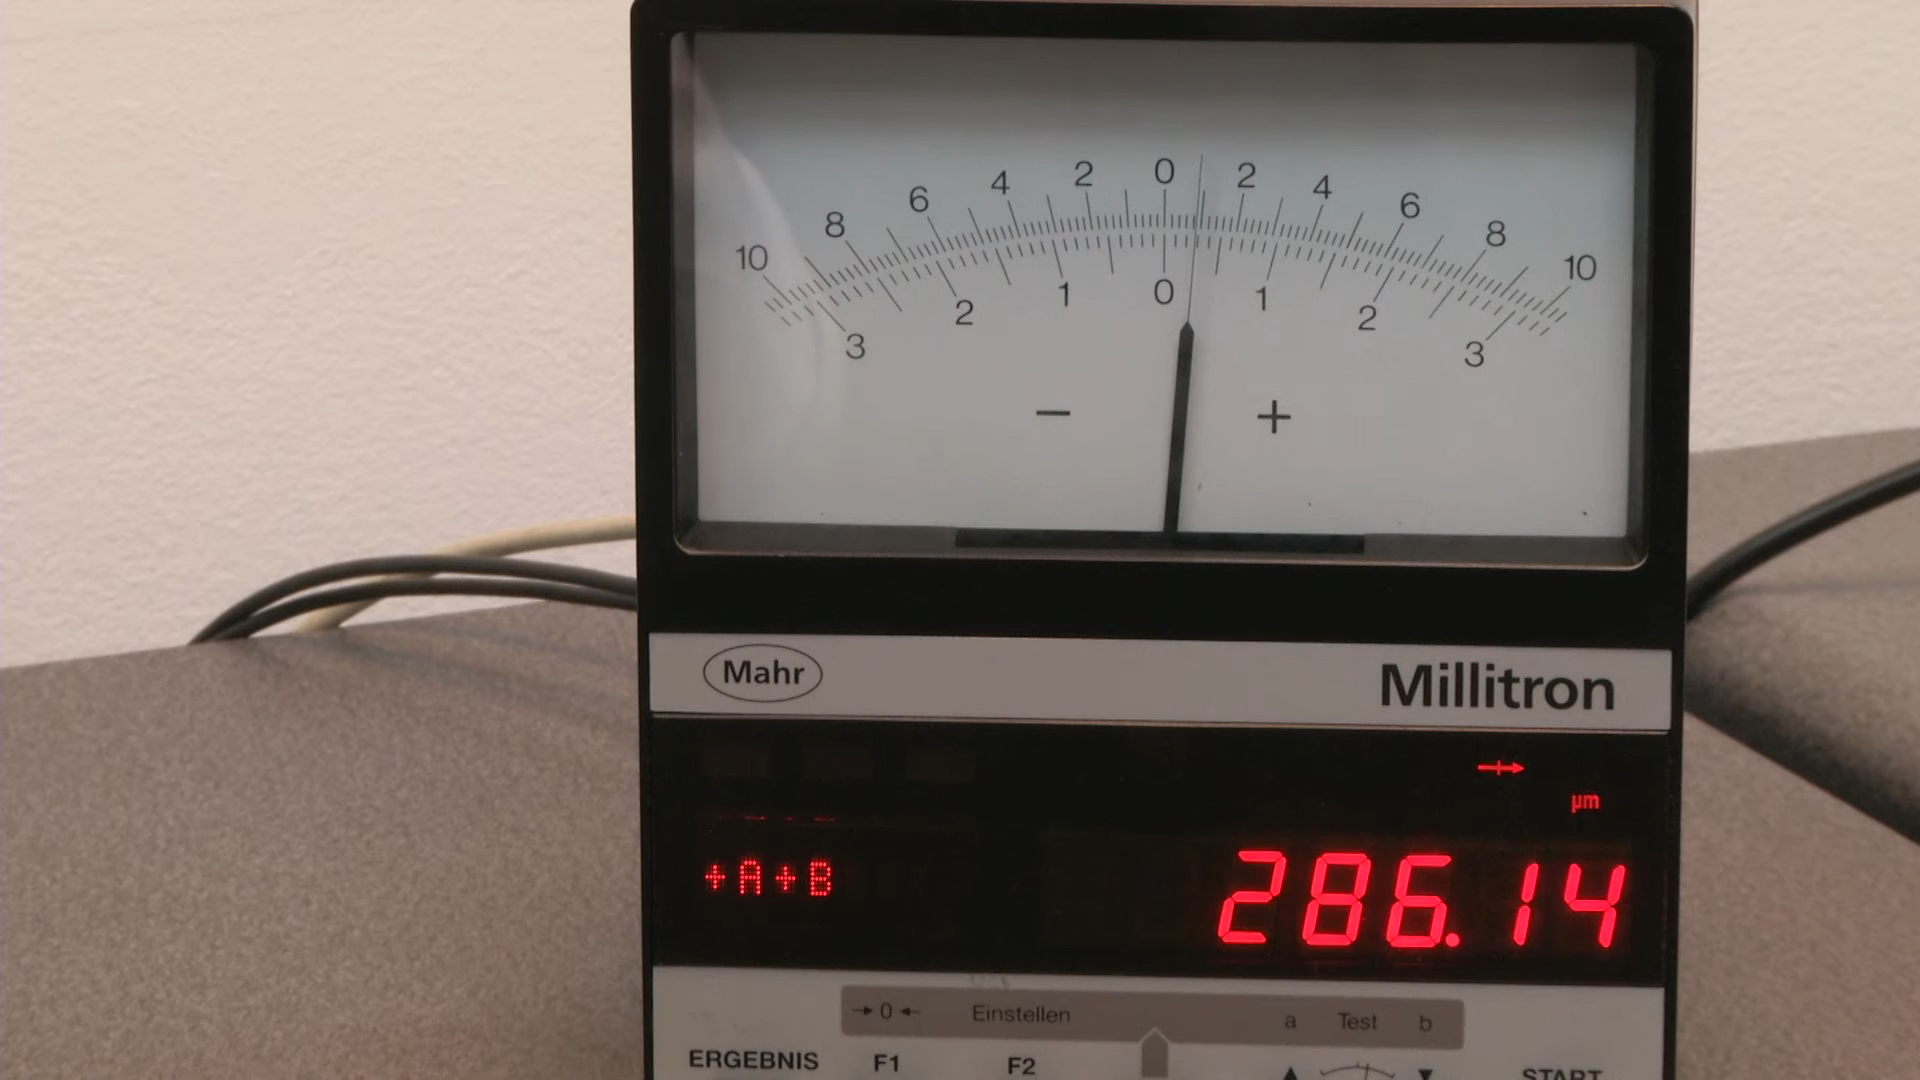 10 8 6 4 2 0 2 4 6 8 10
3 2 1 0 1 2 3
− +
Mahr Millitron
µm
+A+B 286.14
→0← Einstellen a Test b
ERGEBNIS F1 F2 START